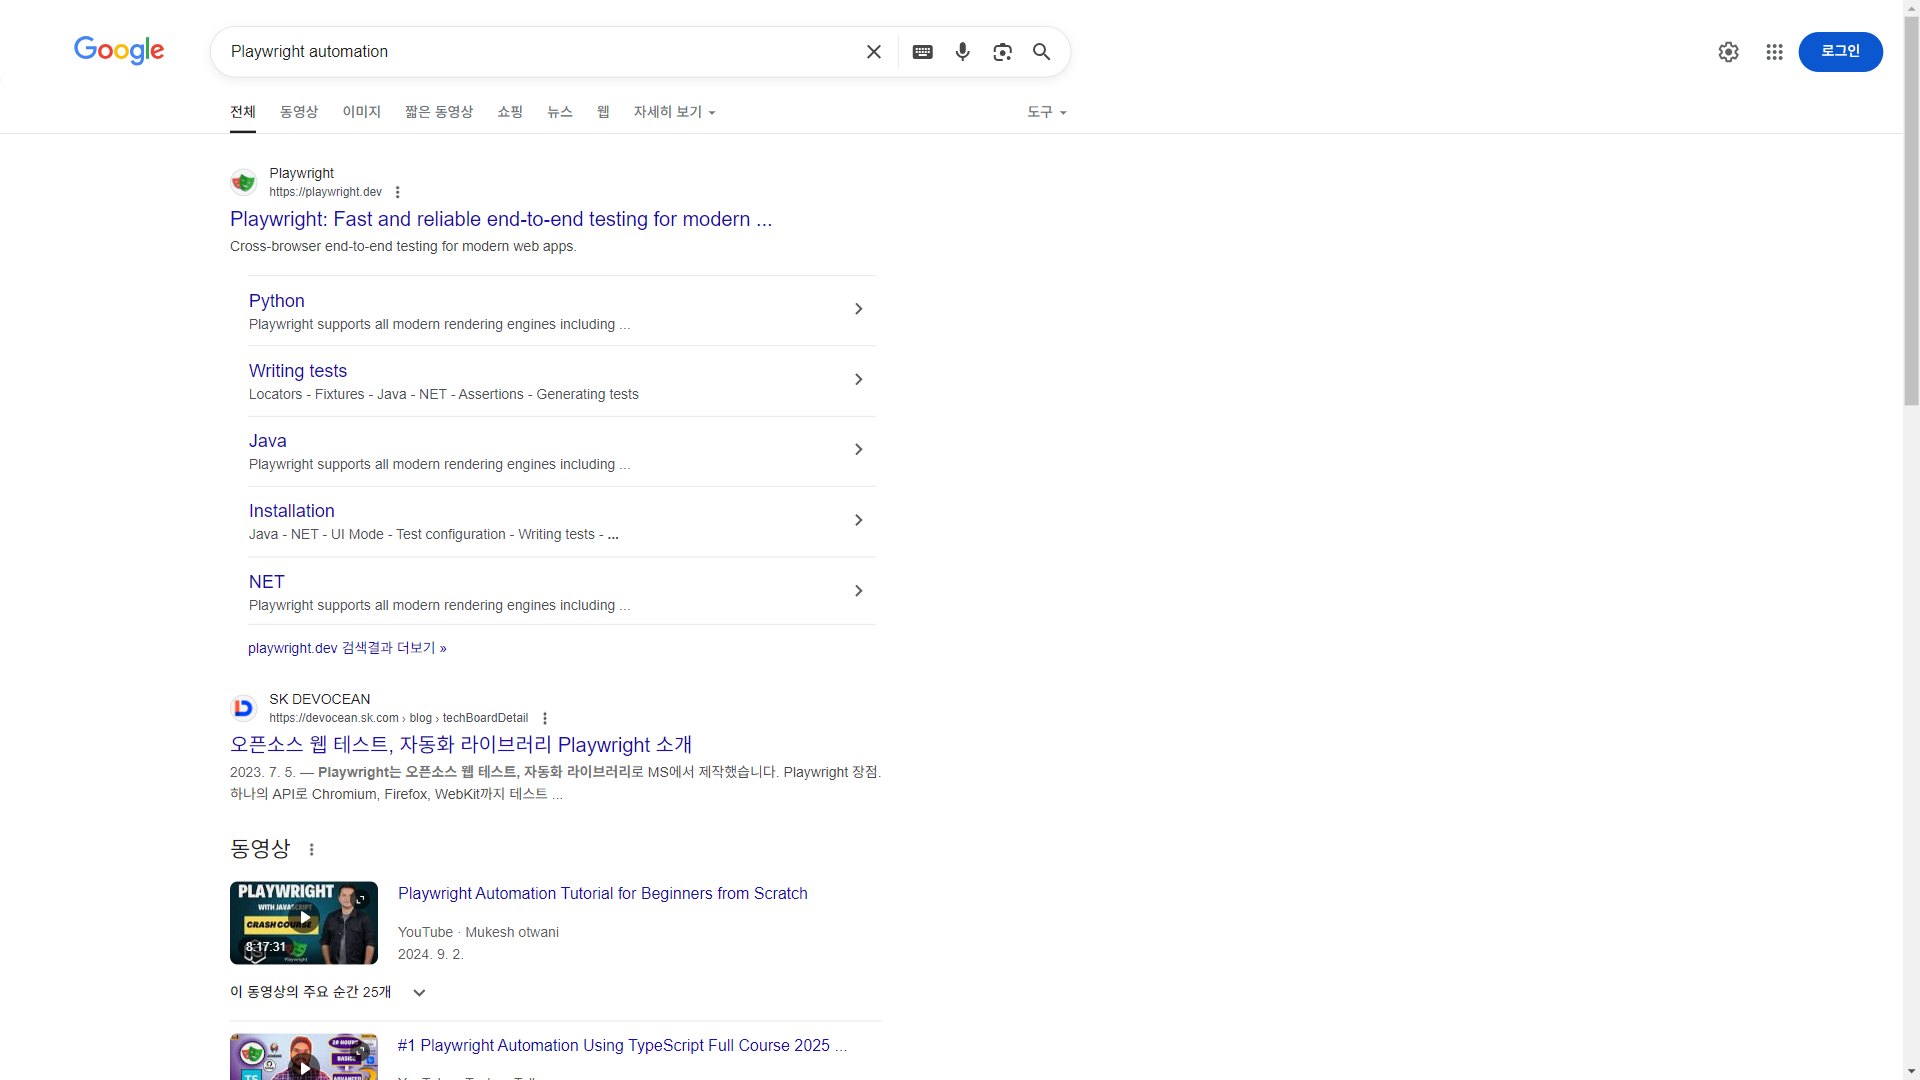 Google
Playwright automation
로그인
전체 동영상 이미지 짧은 동영상 쇼핑 뉴스 웹 자세히 보기 도구
Playwright
https://playwright.dev
Playwright: Fast and reliable end-to-end testing for modern ...
Cross-browser end-to-end testing for modern web apps.
Python
Playwright supports all modern rendering engines including ...
Writing tests
Locators - Fixtures - Java - NET - Assertions - Generating tests
Java
Playwright supports all modern rendering engines including ...
Installation
Java - NET - UI Mode - Test configuration - Writing tests - ...
NET
Playwright supports all modern rendering engines including ...
playwright.dev 검색결과 더보기 »
SK DEVOCEAN
https://devocean.sk.com › blog › techBoardDetail
오픈소스 웹 테스트, 자동화 라이브러리 Playwright 소개
2023. 7. 5. — Playwright는 오픈소스 웹 테스트, 자동화 라이브러리로 MS에서 제작했습니다. Playwright 장점.
하나의 API로 Chromium, Firefox, WebKit까지 테스트 ...
동영상
PLAYWRIGHT
WITH JAVASCRIPT
CRASH COURSE
8:17:31
Playwright
Playwright Automation Tutorial for Beginners from Scratch
YouTube · Mukesh otwani
2024. 9. 2.
이 동영상의 주요 순간 25개
#1 Playwright Automation Using TypeScript Full Course 2025 ...
BASIC
TS
ADVANCED